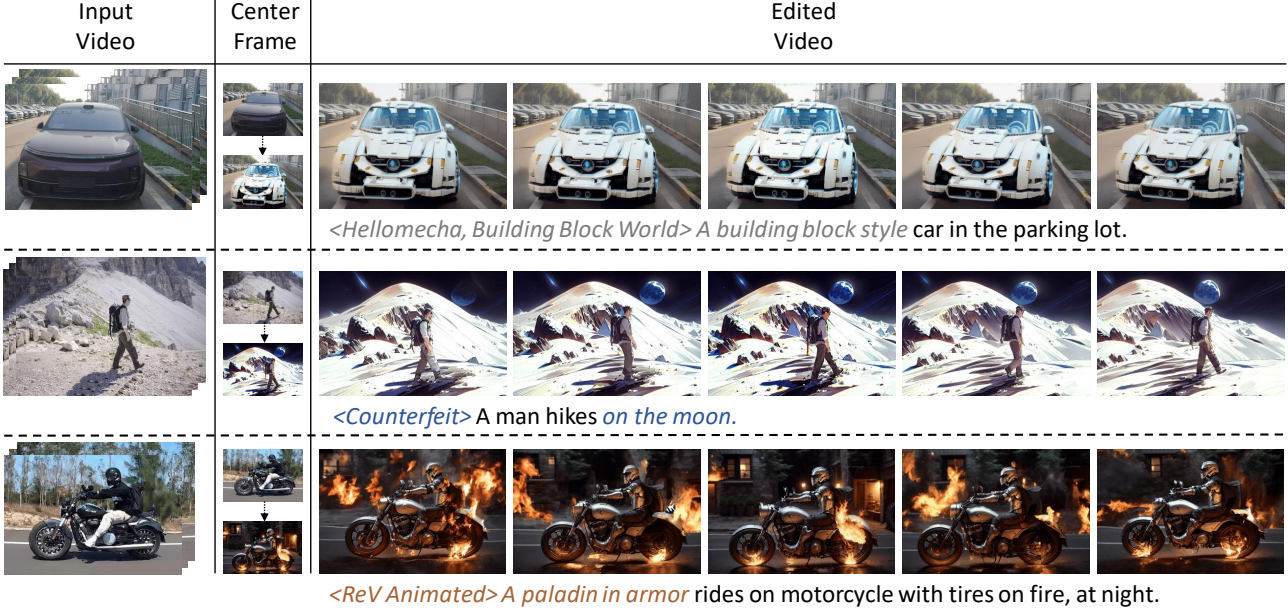 Input
Video
Center
Frame
Edited
Video
<Hellomecha, Building Block World> A building block style car in the parking lot.
<Counterfeit> A man hikes on the moon.
<ReV Animated> A paladin in armor rides on motorcycle with tires on fire, at night.